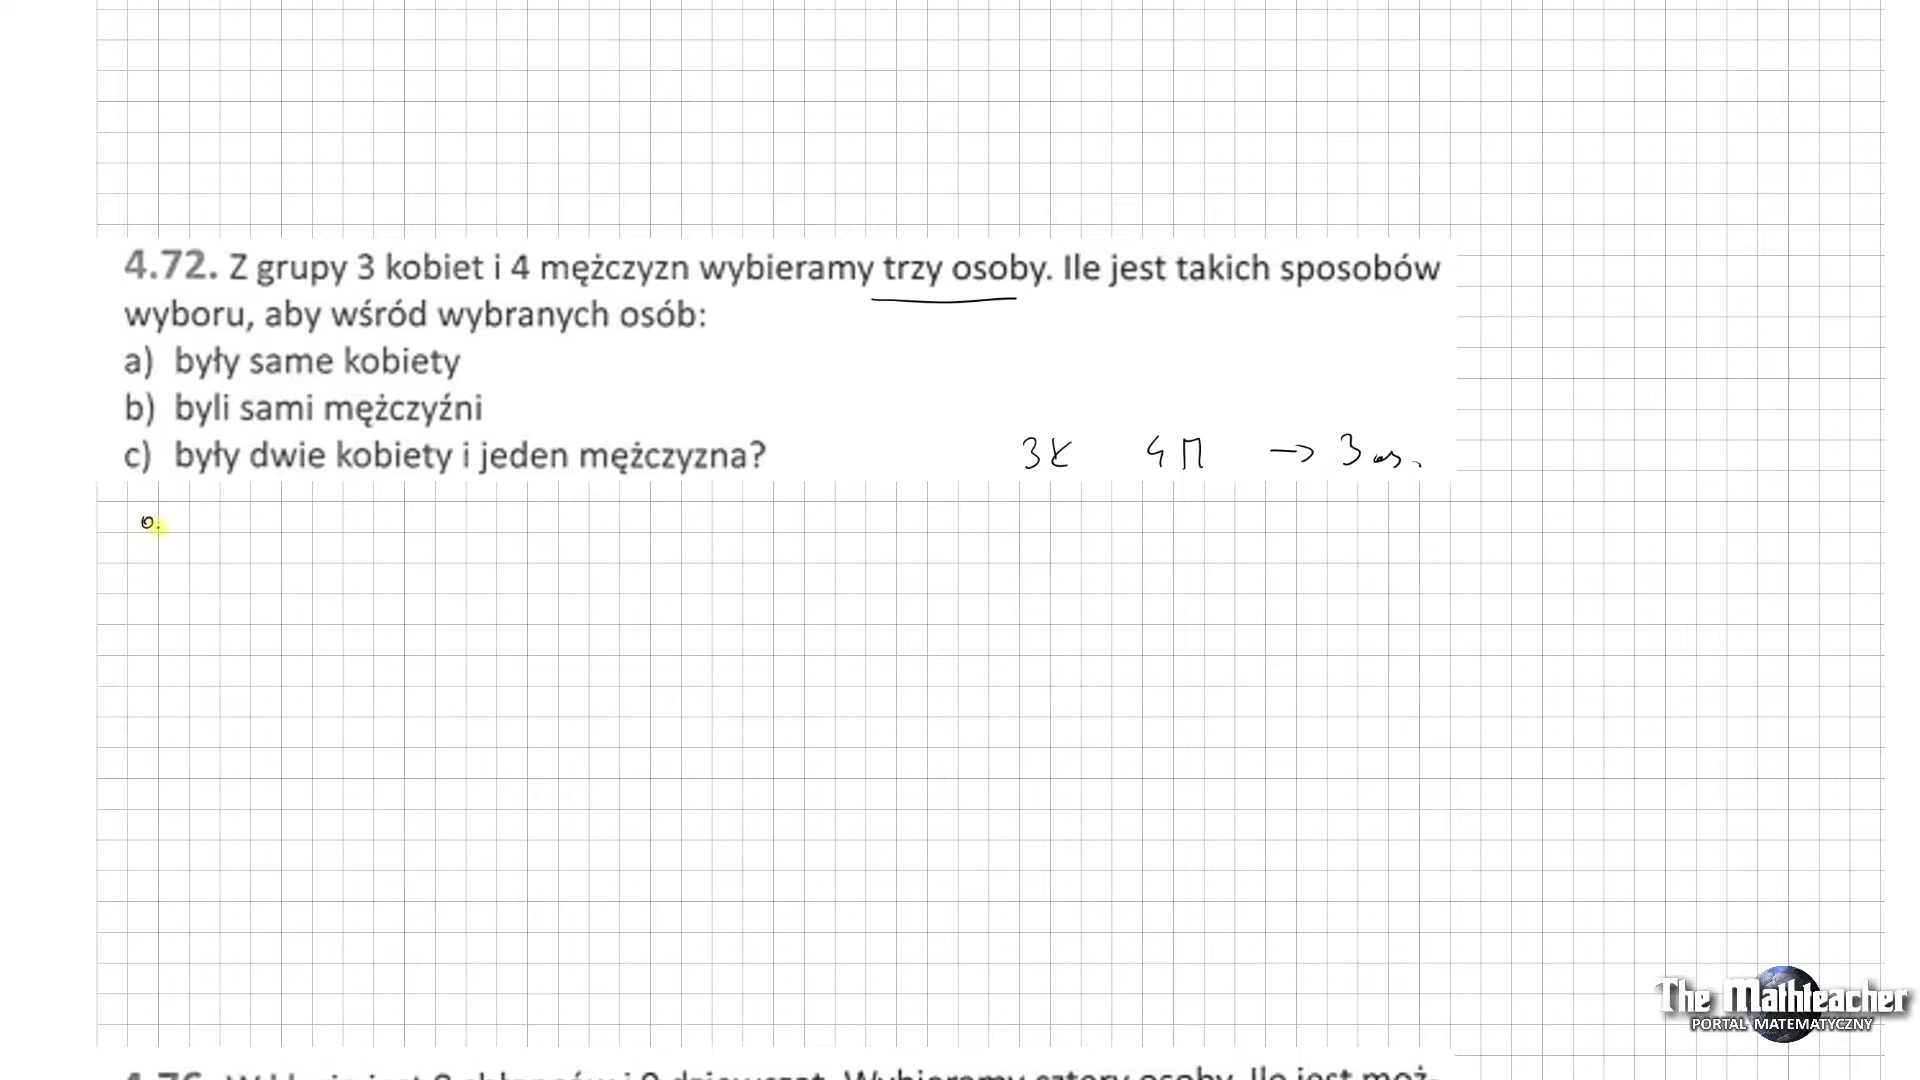 4.72. Z grupy 3 kobiet i 4 mężczyzn wybieramy trzy osoby. Ile jest takich sposobów
wyboru, aby wśród wybranych osób:
a) były same kobiety
b) byli sami mężczyźni
c) były dwie kobiety i jeden mężczyzna?
3K 4M → 3 os.
The Mathteacher
PORTAL MATEMATYCZNY